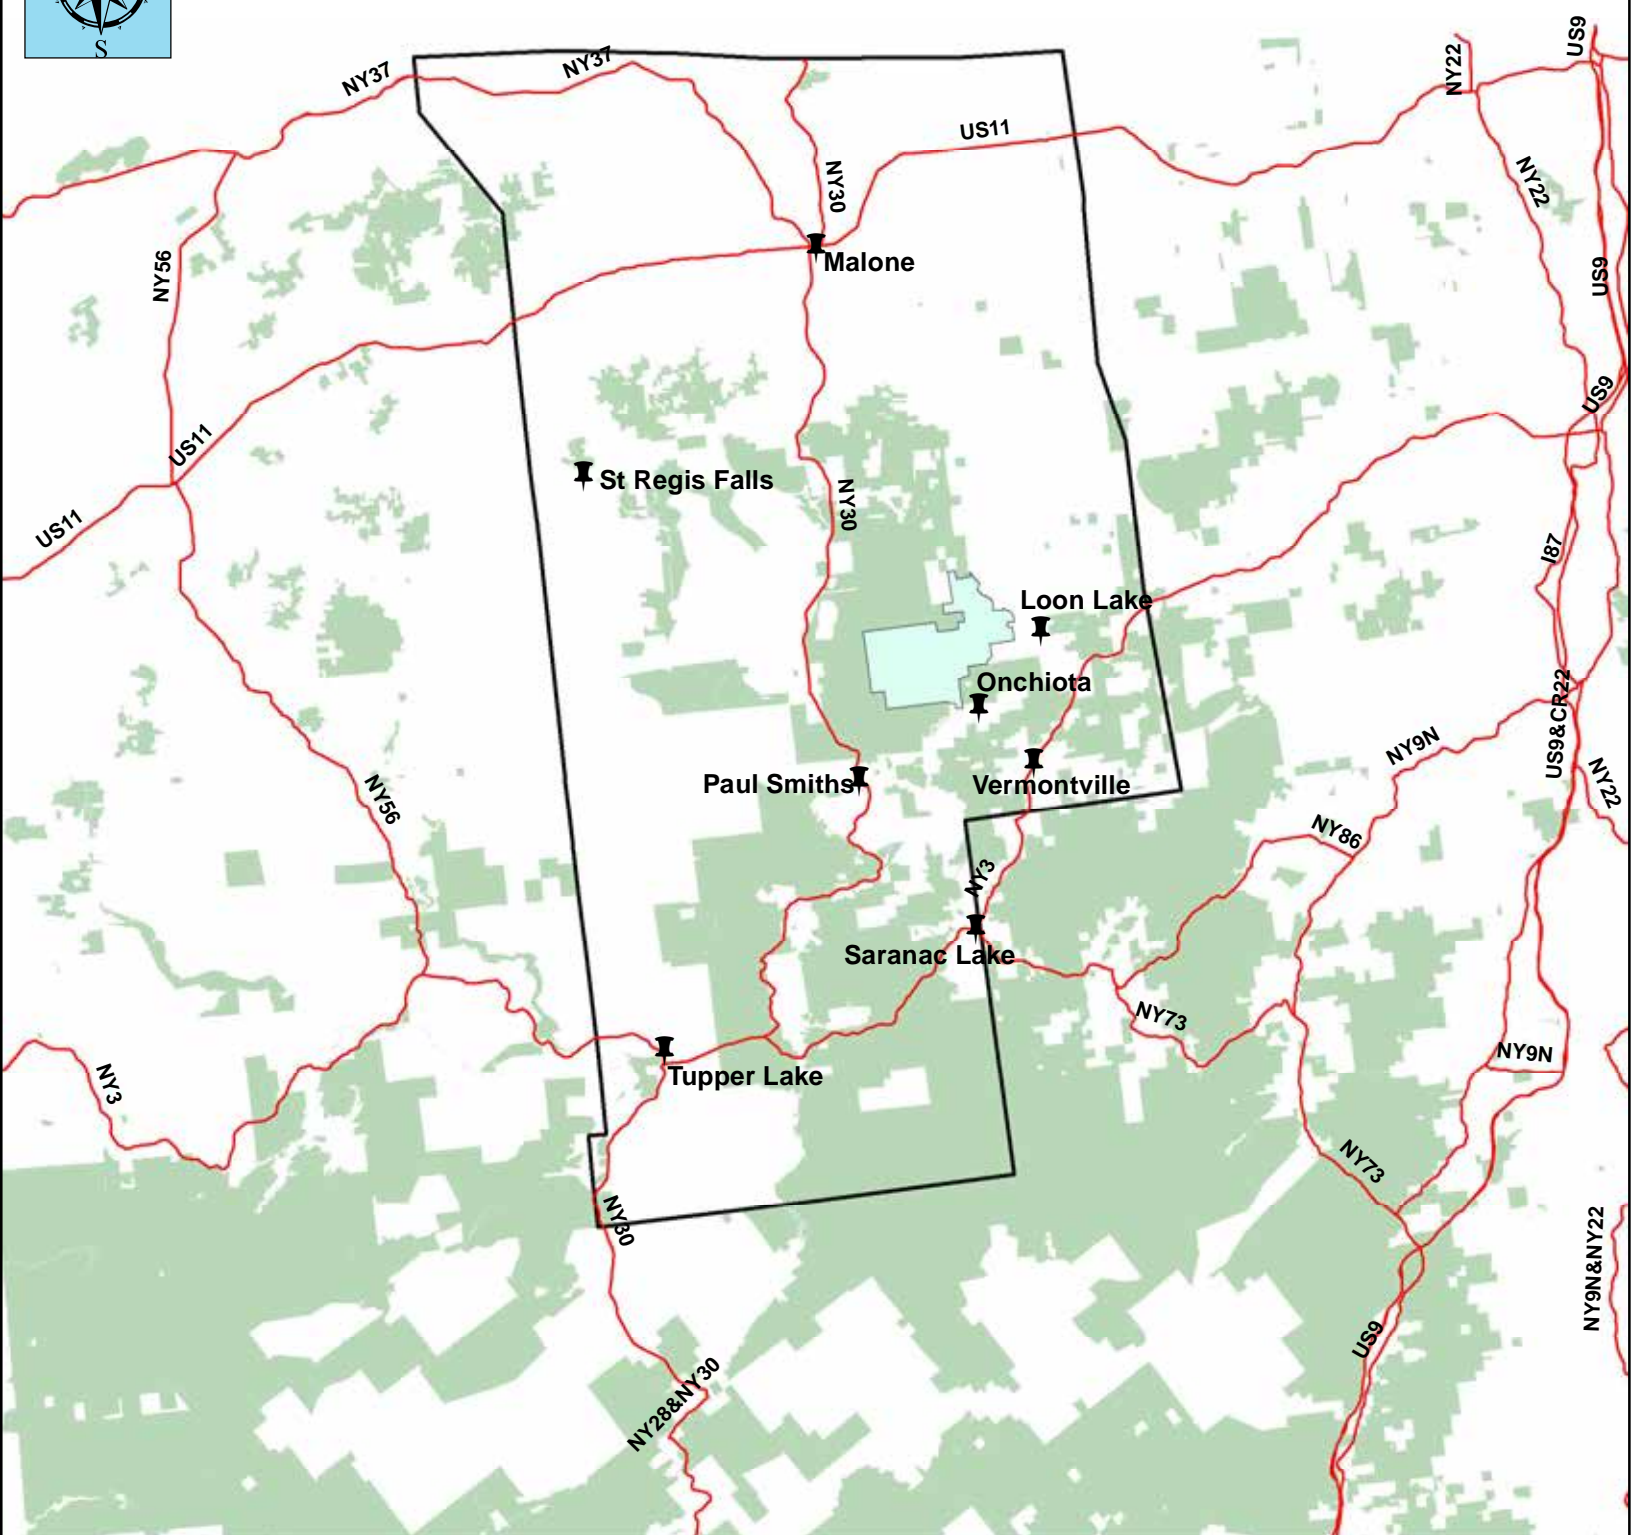 S
US9
NY22
NY37
NY37
US11
NY22
NY30
Malone
NY56
US9
US9
US11
St Regis Falls
NY30
US11
I87
Loon Lake
Onchiota
US9&CR22
NY9N
Paul Smiths
Vermontville
NY22
NY56
NY86
NY3
Saranac Lake
NY73
NY9N
Tupper Lake
NY3
NY73
NY30
NY9N&NY22
US9
NY28&NY30